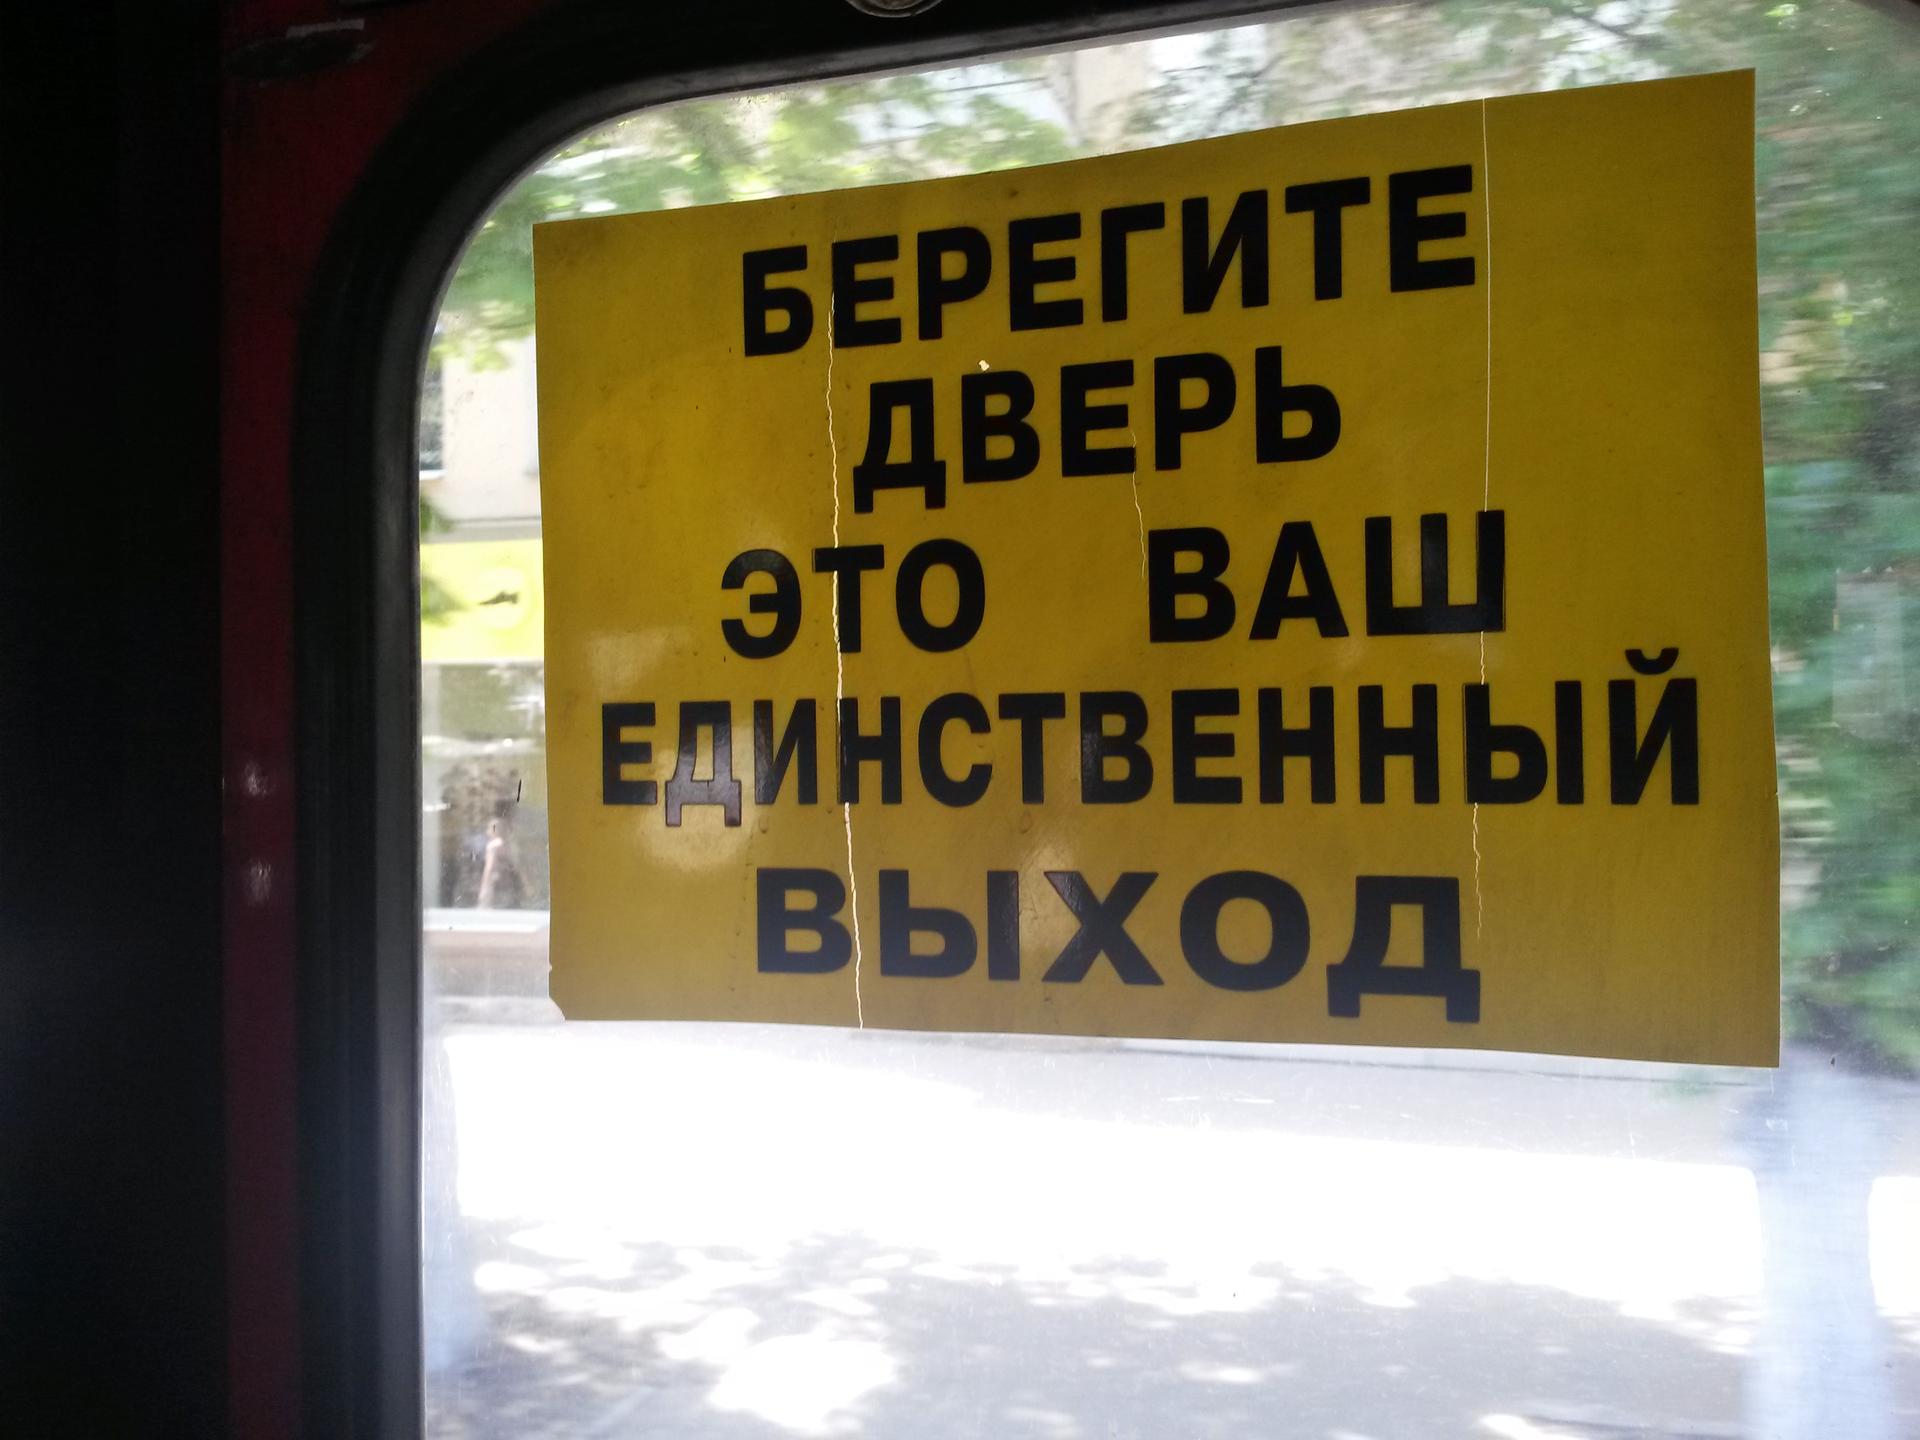 БЕРЕГИТЕ
ДВЕРЬ
ЭТО ВАШ
ЕДИНСТВЕННЫЙ
ВЫХОД